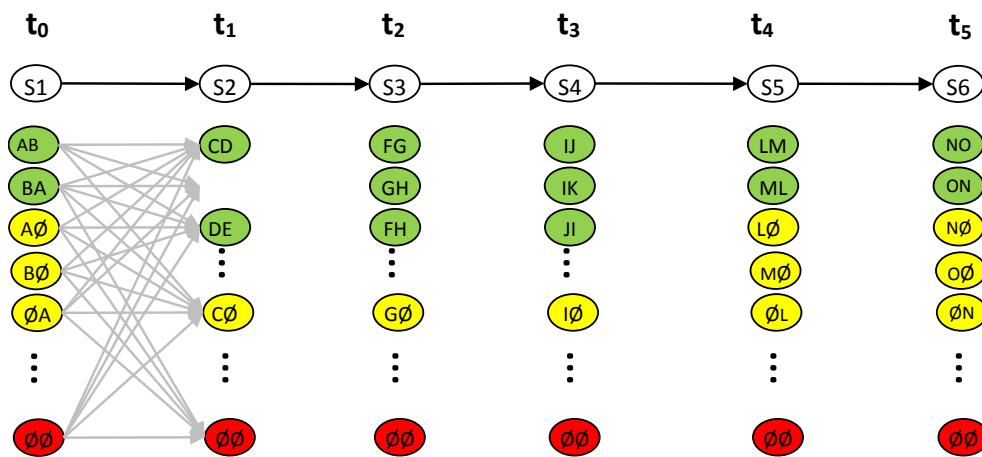 t0 t1 t2 t3 t4 t5
S1 S2 S3 S4 S5 S6
AB CD FG IJ LM NO
BA GH IK ML ON
AØ DE FH JI LØ NØ
BØ MØ OØ
ØA CØ GØ IØ ØL ØN
ØØ ØØ ØØ ØØ ØØ ØØ